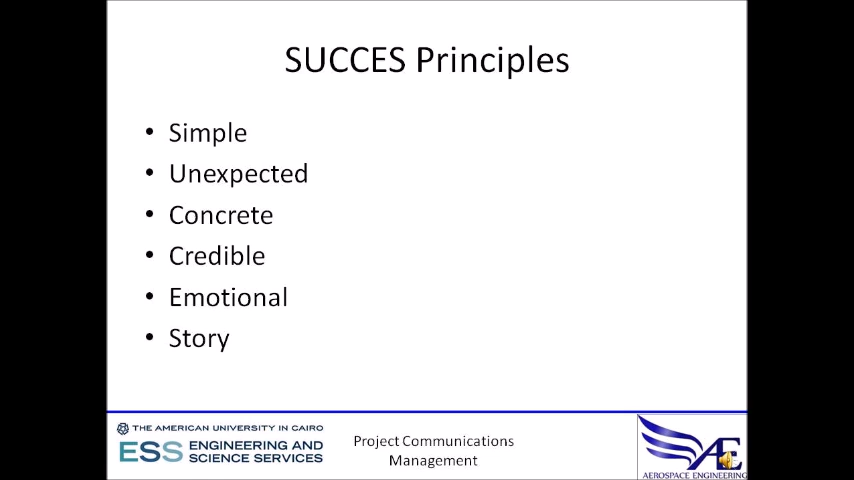 SUCCES Principles
• Simple
• Unexpected
• Concrete
• Credible
• Emotional
• Story
THE AMERICAN UNIVERSITY IN CAIRO
ESS ENGINEERING AND
SCIENCE SERVICES
Project Communications
Management
AE
AEROSPACE ENGINEERING